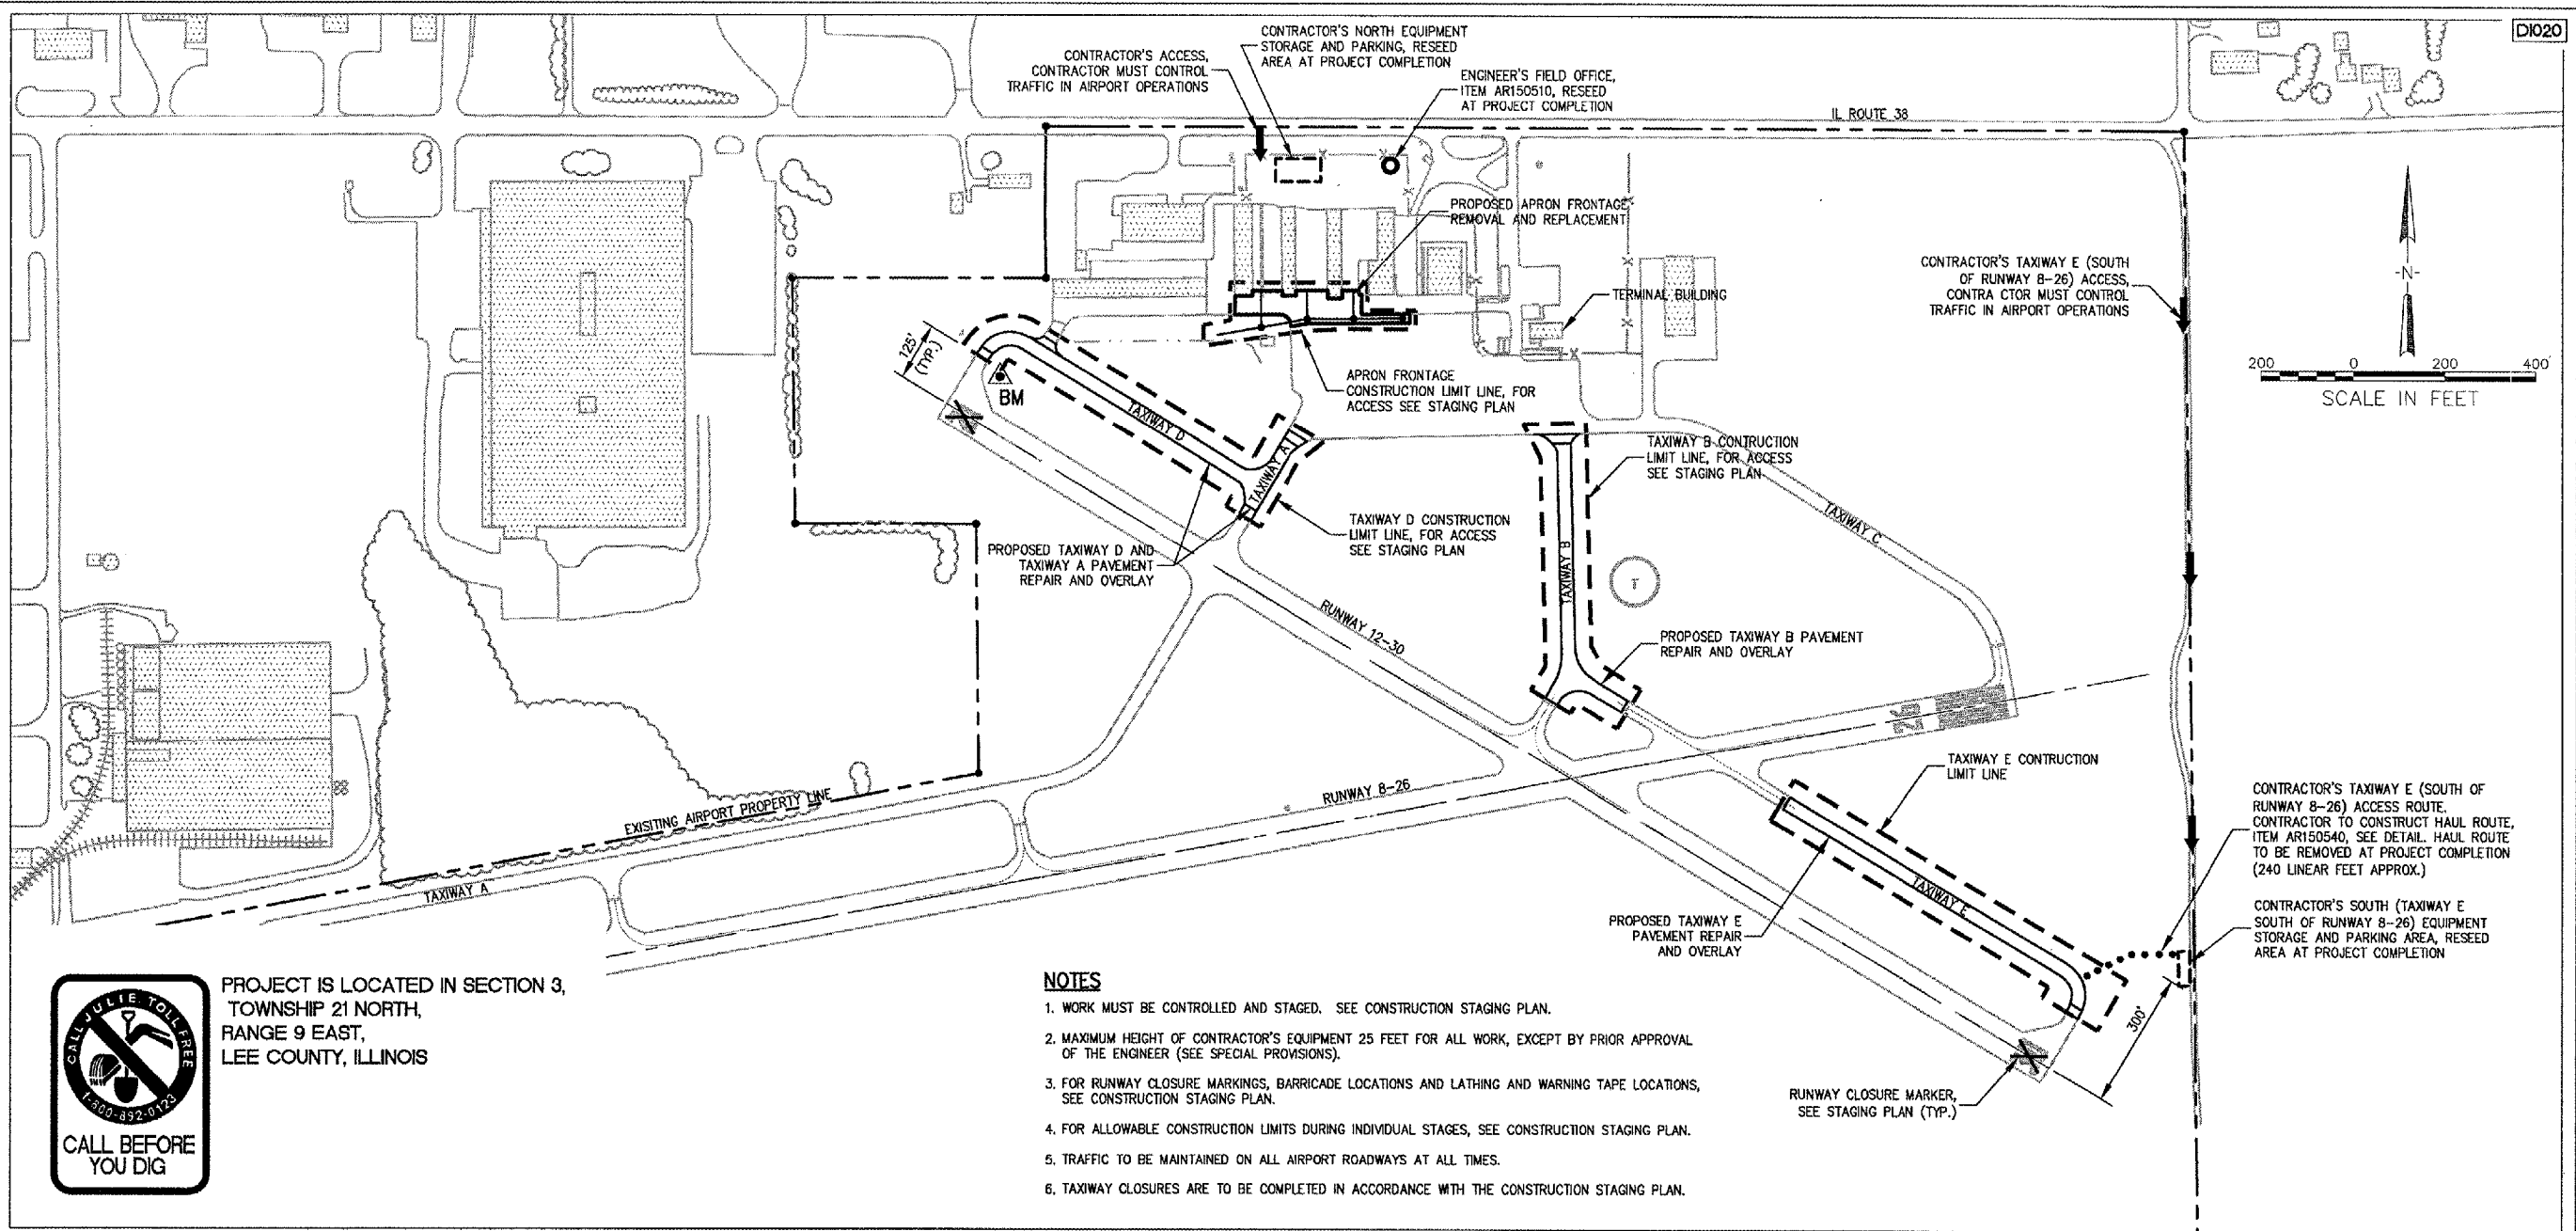 DI020
CONTRACTOR'S NORTH EQUIPMENT
STORAGE AND PARKING, RESEED
AREA AT PROJECT COMPLETION
CONTRACTOR'S ACCESS,
CONTRACTOR MUST CONTROL
TRAFFIC IN AIRPORT OPERATIONS
ENGINEER'S FIELD OFFICE,
ITEM AR150510, RESEED
AT PROJECT COMPLETION
IL ROUTE 38
PROPOSED APRON FRONTAGE
REMOVAL AND REPLACEMENT
CONTRACTOR'S TAXIWAY E (SOUTH
OF RUNWAY 8-26) ACCESS,
CONTRA CTOR MUST CONTROL
TRAFFIC IN AIRPORT OPERATIONS
-N-
TERMINAL BUILDING
200 0 200 400'
SCALE IN FEET
125'
(TYP.)
BM
APRON FRONTAGE
CONSTRUCTION LIMIT LINE, FOR
ACCESS SEE STAGING PLAN
TAXIWAY D
TAXIWAY A
TAXIWAY B CONTRUCTION
LIMIT LINE, FOR ACCESS
SEE STAGING PLAN
TAXIWAY C
TAXIWAY D CONSTRUCTION
LIMIT LINE, FOR ACCESS
SEE STAGING PLAN
PROPOSED TAXIWAY D AND
TAXIWAY A PAVEMENT
REPAIR AND OVERLAY
TAXIWAY B
T
RUNWAY 12-30
PROPOSED TAXIWAY B PAVEMENT
REPAIR AND OVERLAY
26
TAXIWAY E CONTRUCTION
LIMIT LINE
RUNWAY 8-26
EXISITING AIRPORT PROPERTY LINE
TAXIWAY A
CONTRACTOR'S TAXIWAY E (SOUTH OF
RUNWAY 8-26) ACCESS ROUTE.
CONTRACTOR TO CONSTRUCT HAUL ROUTE,
ITEM AR150540, SEE DETAIL. HAUL ROUTE
TO BE REMOVED AT PROJECT COMPLETION
(240 LINEAR FEET APPROX.)
TAXIWAY E
PROPOSED TAXIWAY E
PAVEMENT REPAIR
AND OVERLAY
CONTRACTOR'S SOUTH (TAXIWAY E
SOUTH OF RUNWAY 8-26) EQUIPMENT
STORAGE AND PARKING AREA, RESEED
AREA AT PROJECT COMPLETION
300'
RUNWAY CLOSURE MARKER,
SEE STAGING PLAN (TYP.)
CALL JULIE TOLL FREE
1-800-892-0123
CALL BEFORE
YOU DIG
PROJECT IS LOCATED IN SECTION 3,
TOWNSHIP 21 NORTH,
RANGE 9 EAST,
LEE COUNTY, ILLINOIS
NOTES
1. WORK MUST BE CONTROLLED AND STAGED. SEE CONSTRUCTION STAGING PLAN.
2. MAXIMUM HEIGHT OF CONTRACTOR'S EQUIPMENT 25 FEET FOR ALL WORK, EXCEPT BY PRIOR APPROVAL
OF THE ENGINEER (SEE SPECIAL PROVISIONS).
3. FOR RUNWAY CLOSURE MARKINGS, BARRICADE LOCATIONS AND LATHING AND WARNING TAPE LOCATIONS,
SEE CONSTRUCTION STAGING PLAN.
4. FOR ALLOWABLE CONSTRUCTION LIMITS DURING INDIVIDUAL STAGES, SEE CONSTRUCTION STAGING PLAN.
5. TRAFFIC TO BE MAINTAINED ON ALL AIRPORT ROADWAYS AT ALL TIMES.
6. TAXIWAY CLOSURES ARE TO BE COMPLETED IN ACCORDANCE WITH THE CONSTRUCTION STAGING PLAN.